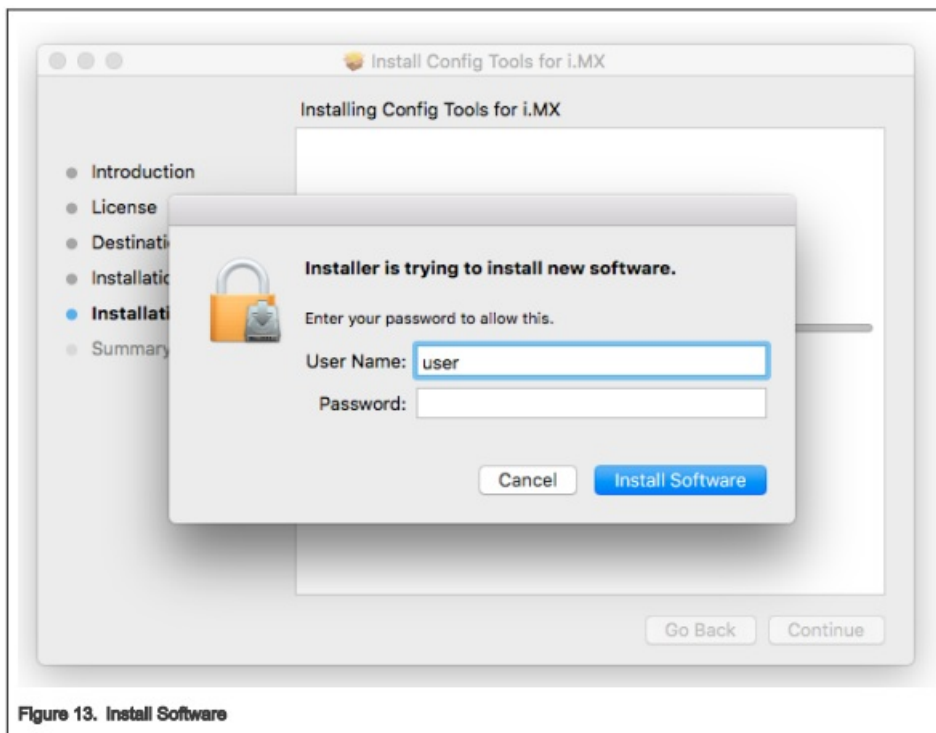 Install Config Tools for i.MX
Installing Config Tools for i.MX
Introduction
License
Destinati
Installatic
Installati
Summary
Installer is trying to install new software.
Enter your password to allow this.
User Name: user
Password:
Cancel Install Software
Go Back Continue
Figure 13. Install Software